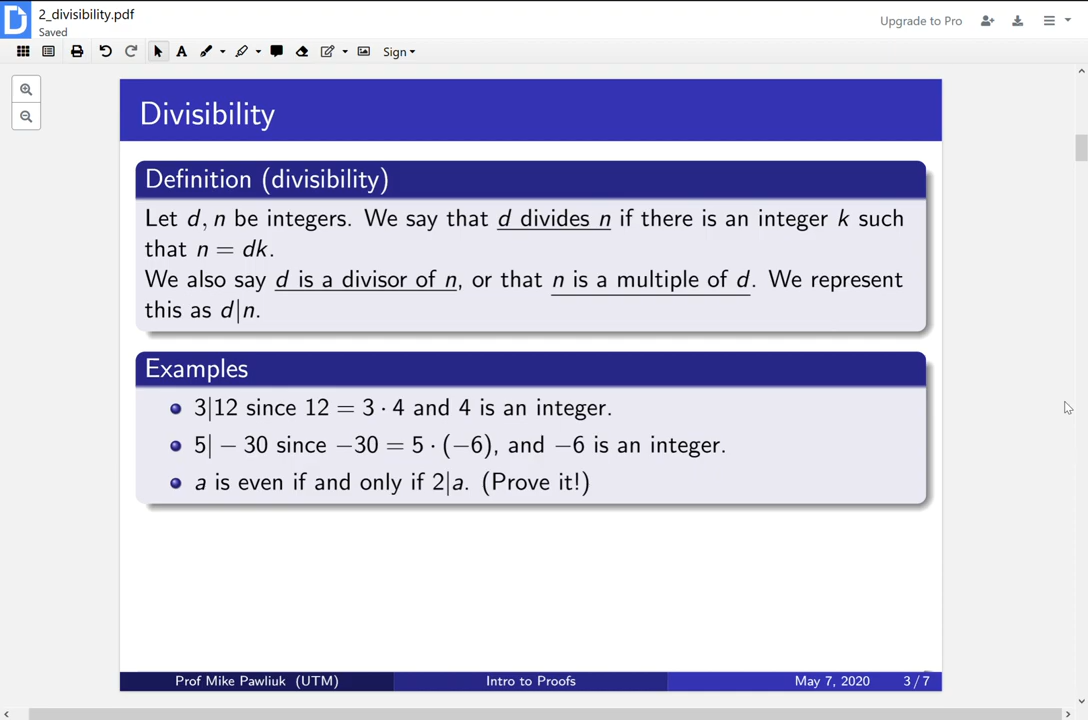 2_divisibility.pdf
Saved
Upgrade to Pro
A
Sign
Divisibility
Definition (divisibility)
Let d, n be integers. We say that d divides n if there is an integer k such
that n = dk.
We also say d is a divisor of n, or that n is a multiple of d. We represent
this as d|n.
Examples
3|12 since 12 = 3 · 4 and 4 is an integer.
5| − 30 since −30 = 5 · (−6), and −6 is an integer.
a is even if and only if 2|a. (Prove it!)
Prof Mike Pawliuk (UTM) Intro to Proofs May 7, 2020 3 / 7